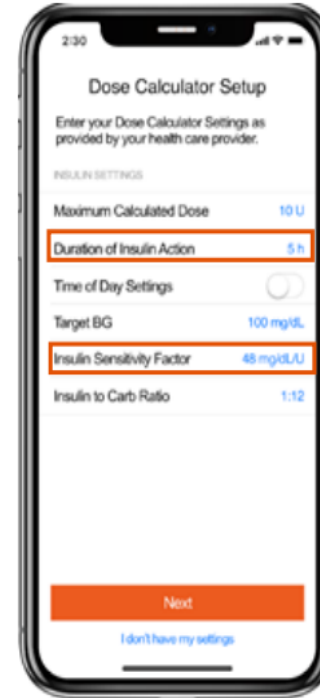 2:30
Dose Calculator Setup
Enter your Dose Calculator Settings as
provided by your health care provider.
INSULIN SETTINGS
Maximum Calculated Dose 10 U
Duration of Insulin Action 5 h
Time of Day Settings
Target BG 100 mg/dL
Insulin Sensitivity Factor 48 mg/dL/U
Insulin to Carb Ratio 1:12
Next
I don't have my settings